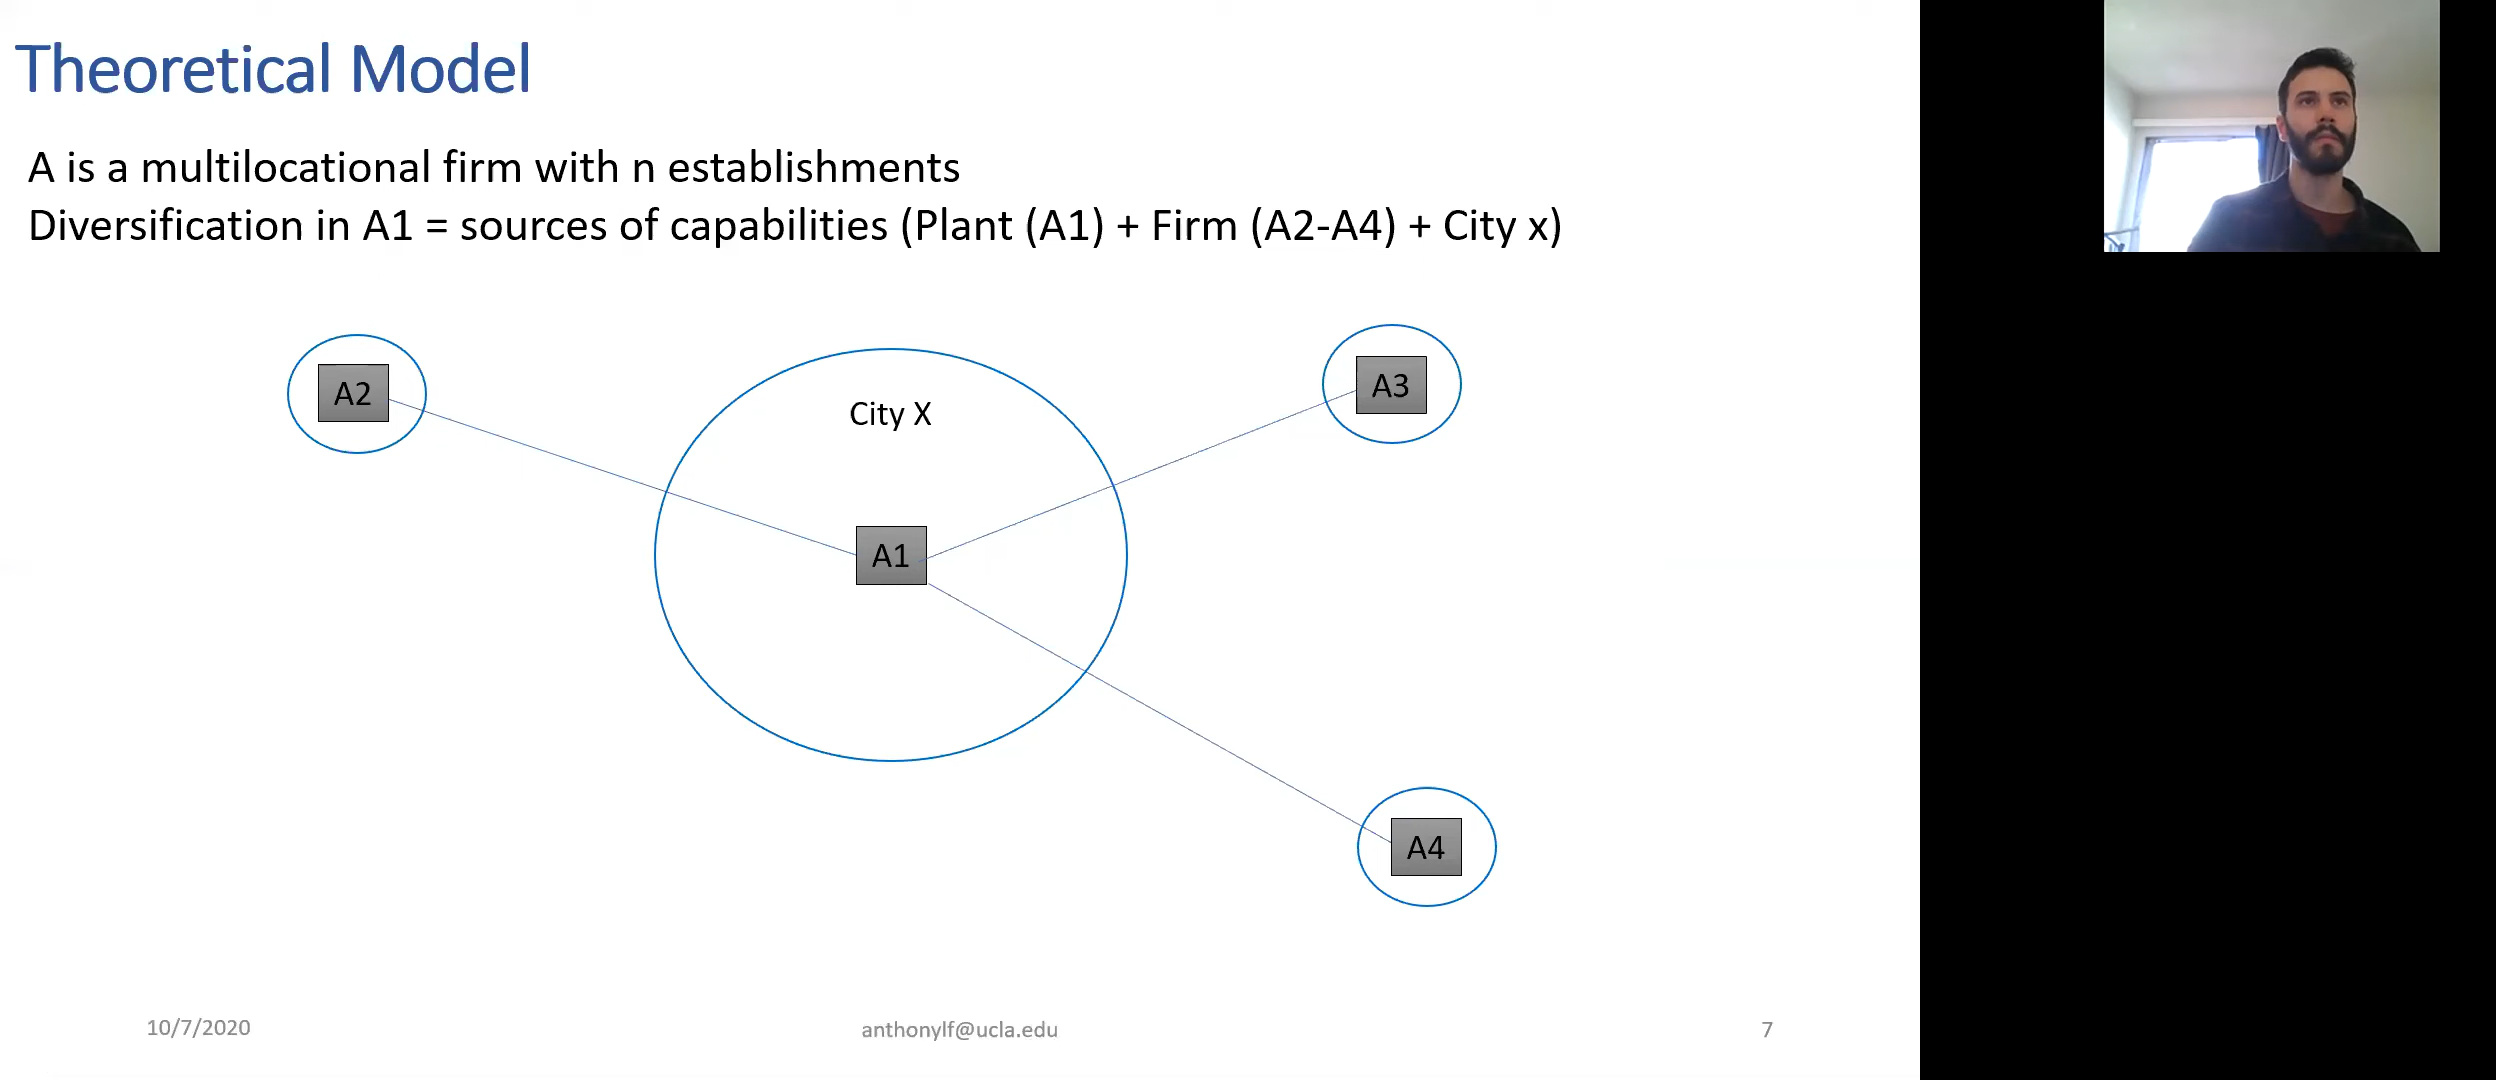 Theoretical Model
A is a multilocational firm with n establishments
Diversification in A1 = sources of capabilities (Plant (A1) + Firm (A2-A4) + City x)
A2
City X
A3
A1
A4
10/7/2020
anthonylf@ucla.edu
7